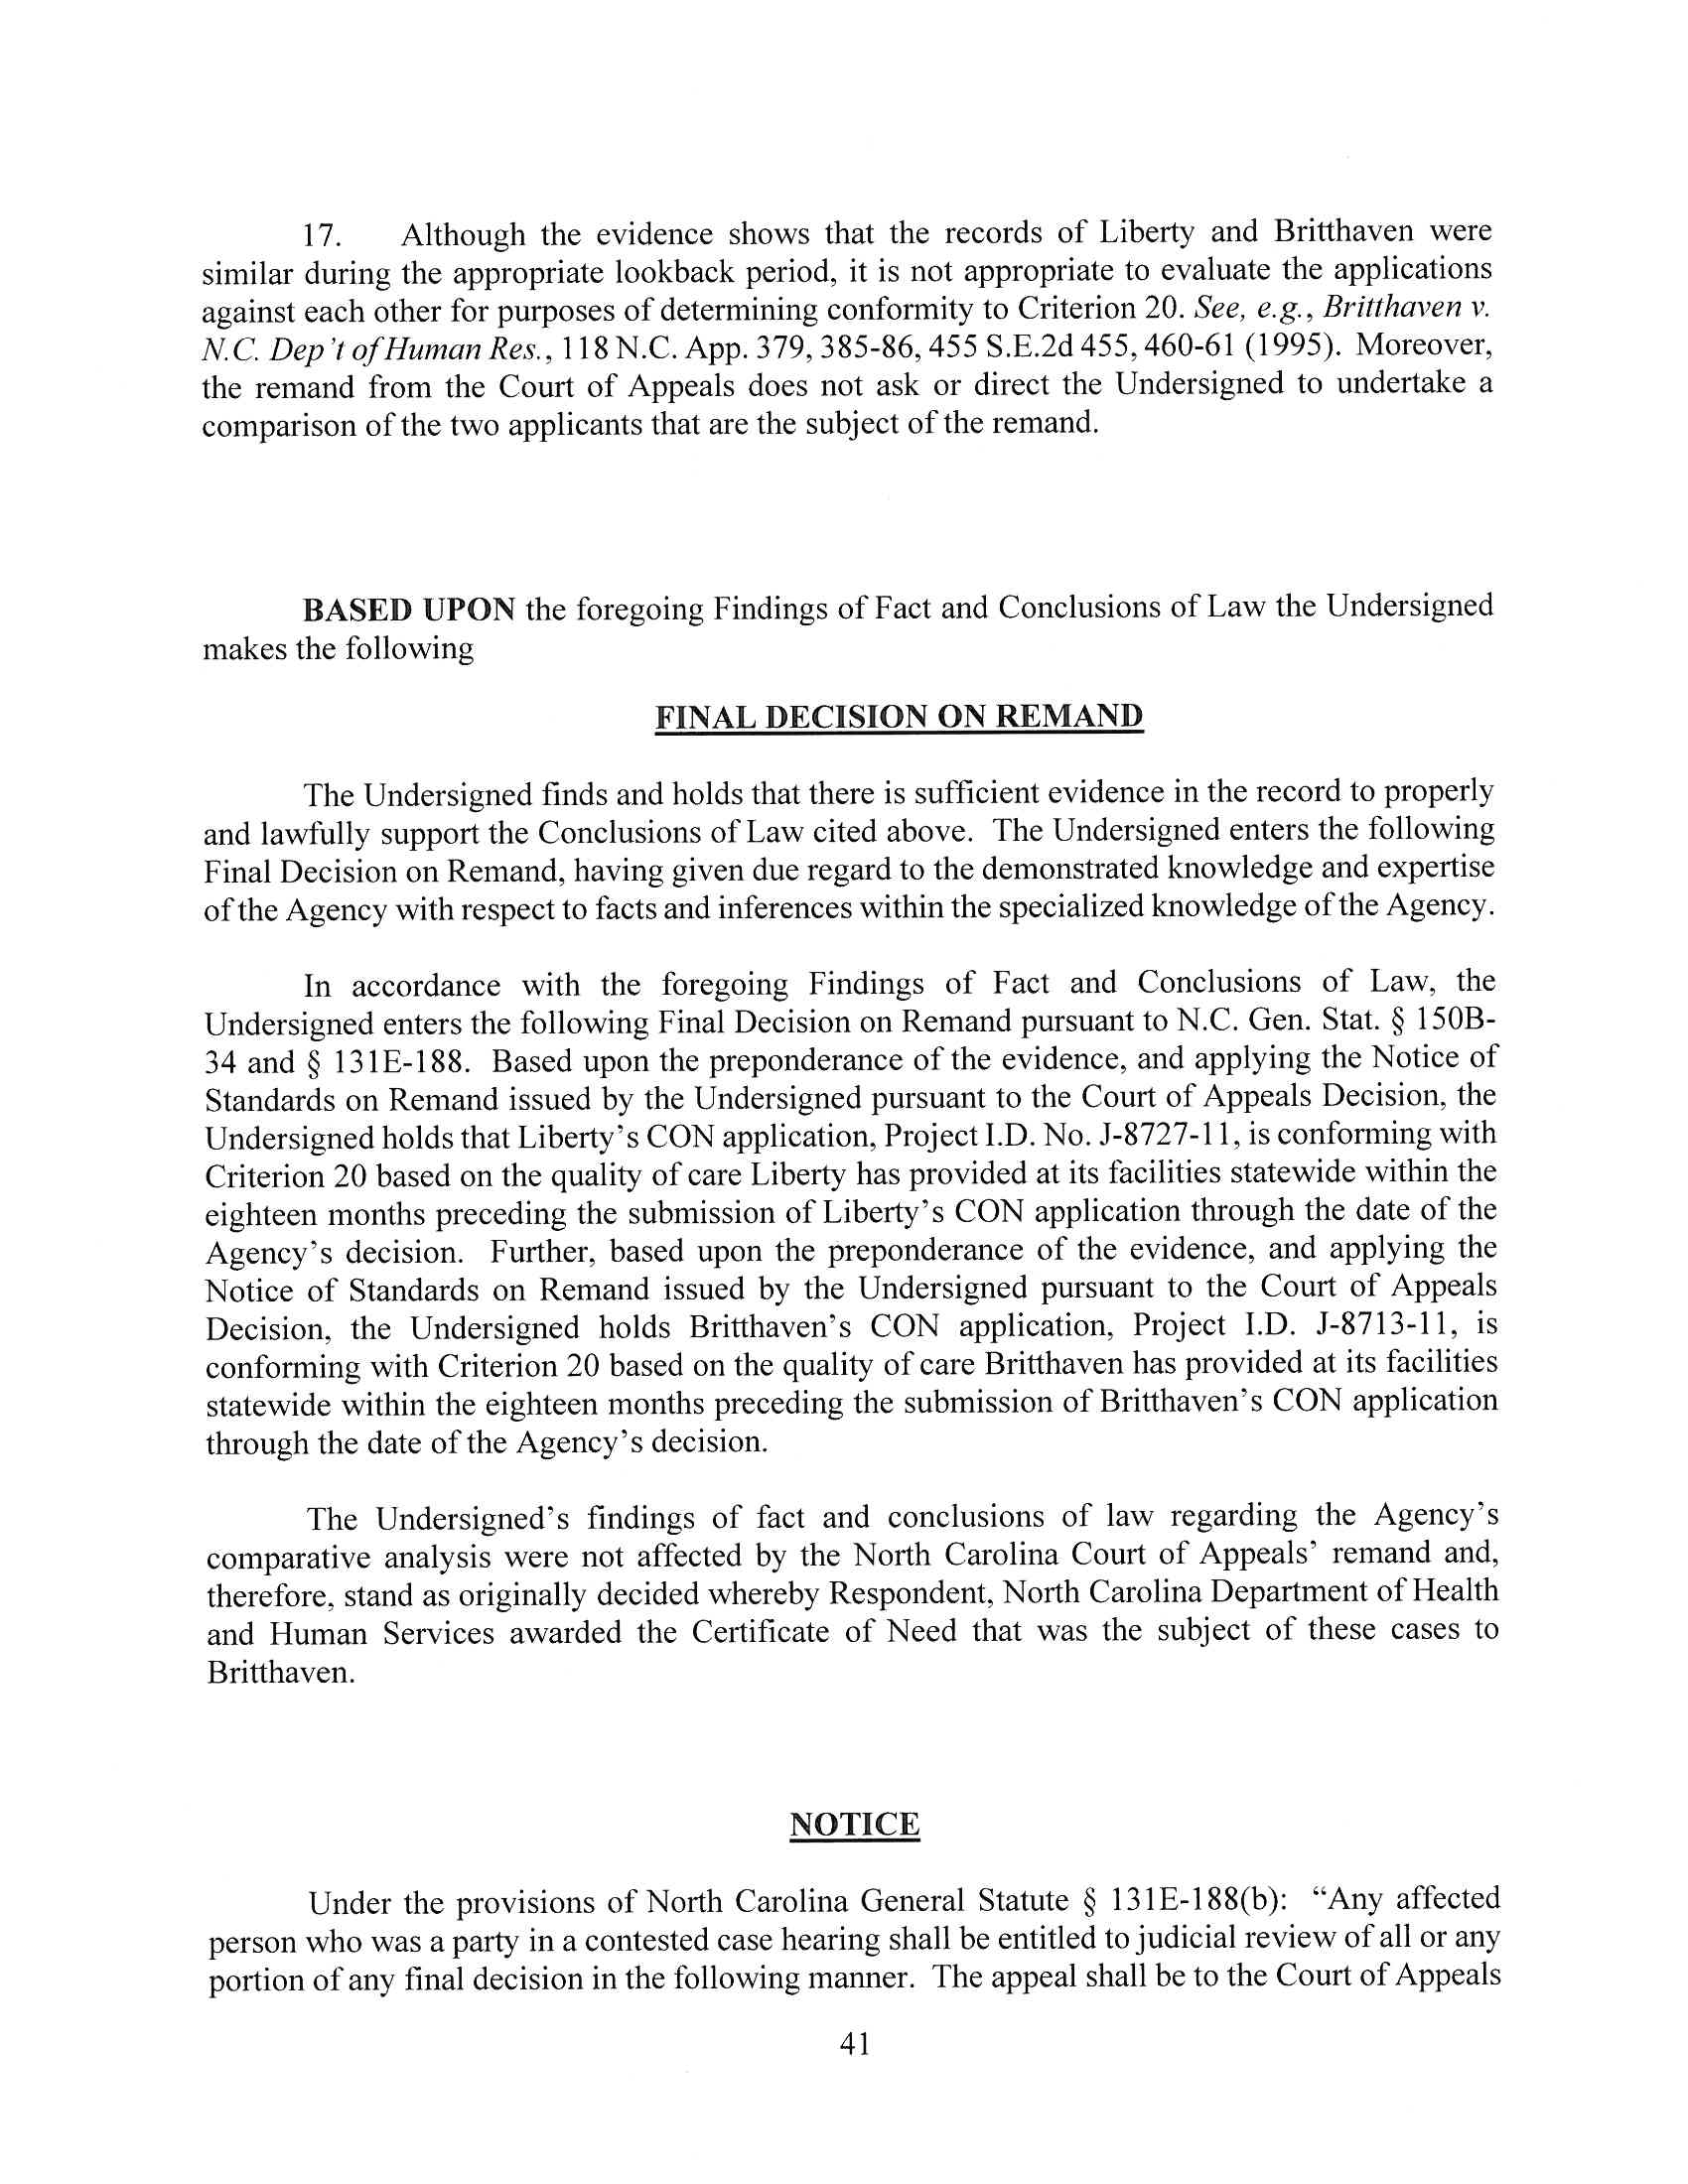 17. Although the evidence shows that the records of Liberty and Britthaven were
similar during the appropriate lookback period, it is not appropriate to evaluate the applications
against each other for purposes of determining conformity to Criterion 20. See, e.g., Britthaven v.
N.C. Dep't of Human Res., 118 N.C. App. 379, 385-86, 455 S.E.2d 455, 460-61 (1995). Moreover,
the remand from the Court of Appeals does not ask or direct the Undersigned to undertake a
comparison of the two applicants that are the subject of the remand.
BASED UPON the foregoing Findings of Fact and Conclusions of Law the Undersigned
makes the following
FINAL DECISION ON REMAND
The Undersigned finds and holds that there is sufficient evidence in the record to properly
and lawfully support the Conclusions of Law cited above. The Undersigned enters the following
Final Decision on Remand, having given due regard to the demonstrated knowledge and expertise
of the Agency with respect to facts and inferences within the specialized knowledge of the Agency.
In accordance with the foregoing Findings of Fact and Conclusions of Law, the
Undersigned enters the following Final Decision on Remand pursuant to N.C. Gen. Stat. § 150B-
34 and § 131E-188. Based upon the preponderance of the evidence, and applying the Notice of
Standards on Remand issued by the Undersigned pursuant to the Court of Appeals Decision, the
Undersigned holds that Liberty's CON application, Project I.D. No. J-8727-11, is conforming with
Criterion 20 based on the quality of care Liberty has provided at its facilities statewide within the
eighteen months preceding the submission of Liberty's CON application through the date of the
Agency's decision. Further, based upon the preponderance of the evidence, and applying the
Notice of Standards on Remand issued by the Undersigned pursuant to the Court of Appeals
Decision, the Undersigned holds Britthaven's CON application, Project I.D. J-8713-11, is
conforming with Criterion 20 based on the quality of care Britthaven has provided at its facilities
statewide within the eighteen months preceding the submission of Britthaven's CON application
through the date of the Agency's decision.
The Undersigned's findings of fact and conclusions of law regarding the Agency's
comparative analysis were not affected by the North Carolina Court of Appeals' remand and,
therefore, stand as originally decided whereby Respondent, North Carolina Department of Health
and Human Services awarded the Certificate of Need that was the subject of these cases to
Britthaven.
NOTICE
Under the provisions of North Carolina General Statute § 131E-188(b): “Any affected
person who was a party in a contested case hearing shall be entitled to judicial review of all or any
portion of any final decision in the following manner. The appeal shall be to the Court of Appeals
41